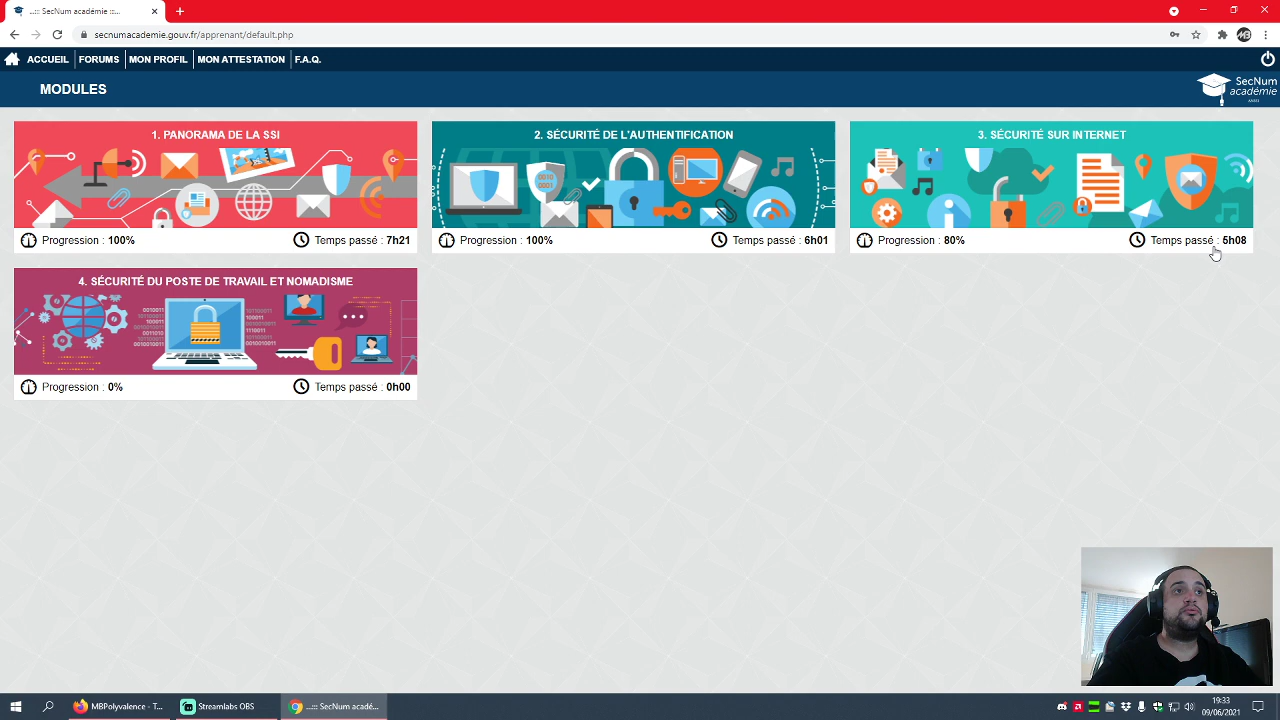 ..::: SecNum académie ::...
secnumacademie.gouv.fr/apprenant/default.php
ACCUEIL FORUMS MON PROFIL MON ATTESTATION F.A.Q.
MODULES
SecNum
académie
ANSSI
1. PANORAMA DE LA SSI
Progression : 100% Temps passé : 7h21
2. SÉCURITÉ DE L'AUTHENTIFICATION
0010
0001
Progression : 100% Temps passé : 6h01
3. SÉCURITÉ SUR INTERNET
Progression : 80% Temps passé : 5h08
4. SÉCURITÉ DU POSTE DE TRAVAIL ET NOMADISME
Progression : 0% Temps passé : 0h00
MBPolyvalence - T...
Streamlabs OBS
..::: SecNum acadé...
19:33
09/06/2021